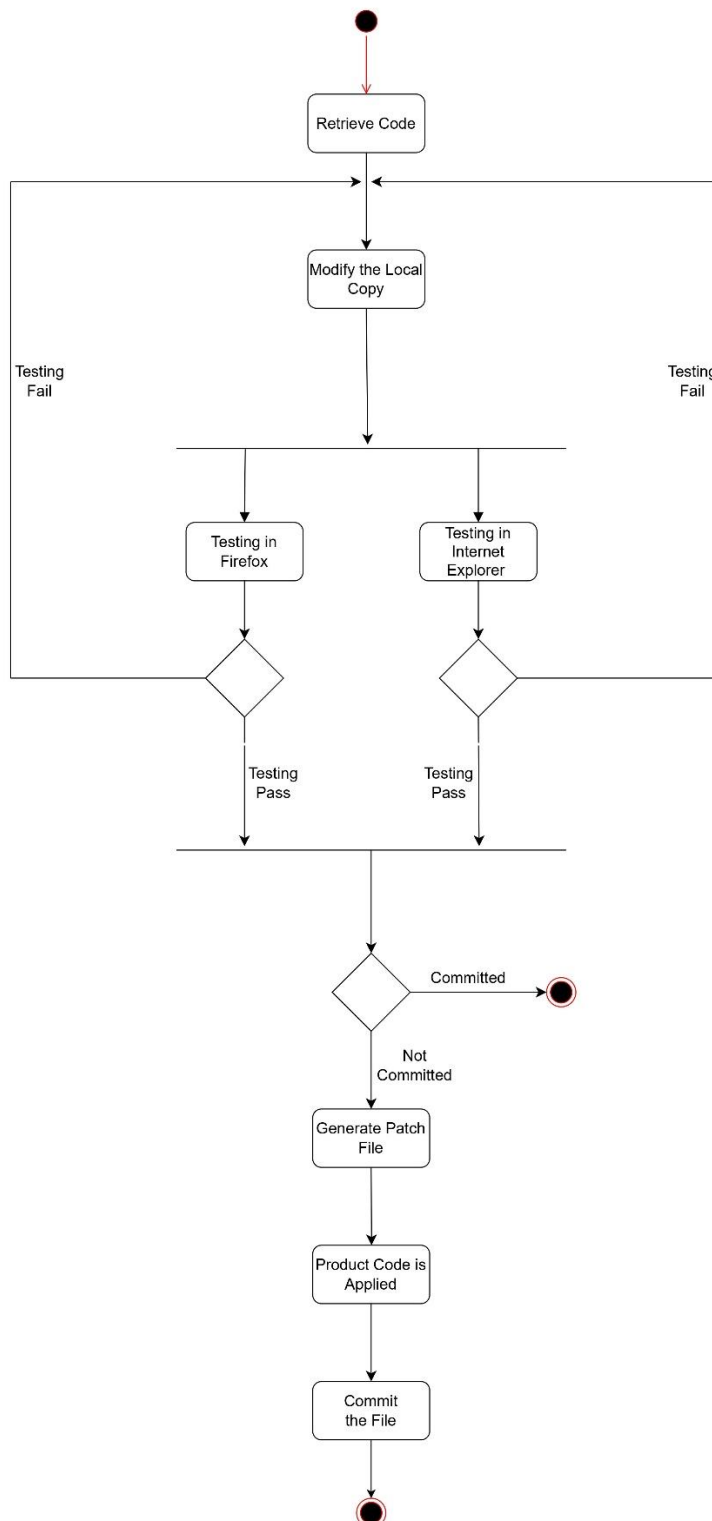 Retrieve Code
Modify the Local
Copy
Testing
Fail
Testing
Fail
Testing in
Firefox
Testing in
Internet
Explorer
Testing
Pass
Testing
Pass
Committed
Not
Committed
Generate Patch
File
Product Code is
Applied
Commit
the File